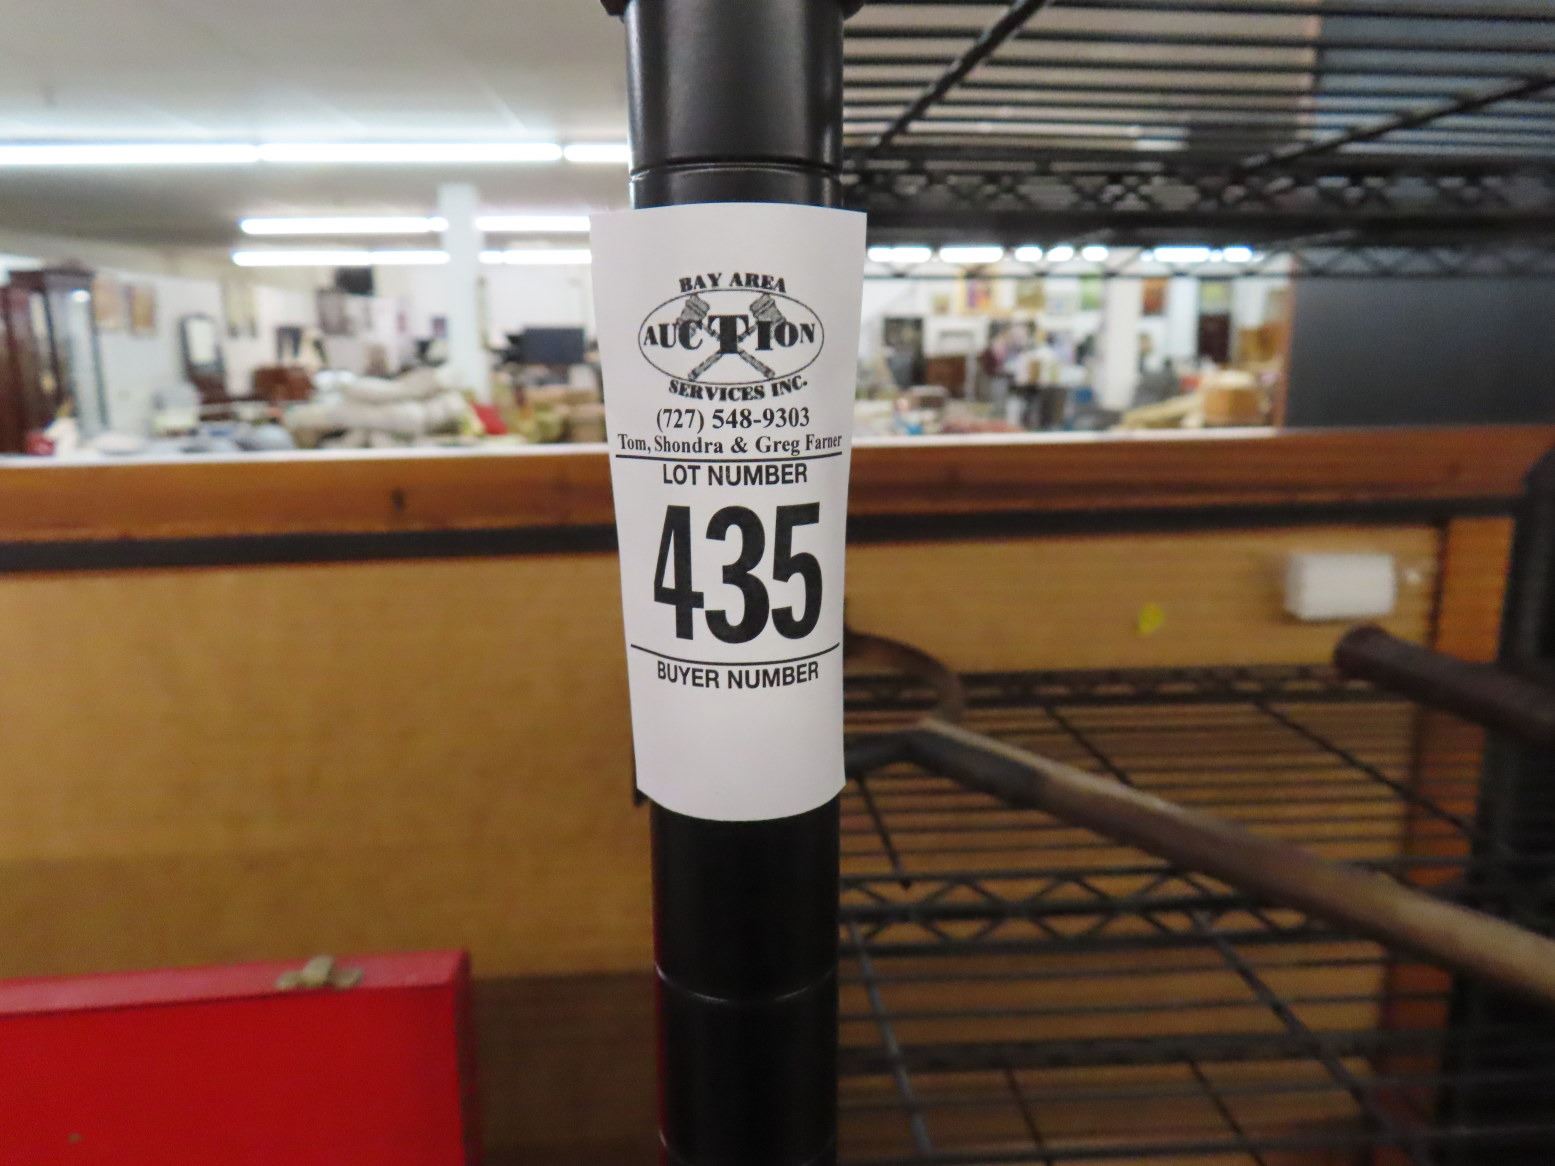 BAY AREA
AUCTION
SERVICES INC.
(727) 548-9303
Tom, Shondra & Greg Farner
LOT NUMBER
435
BUYER NUMBER